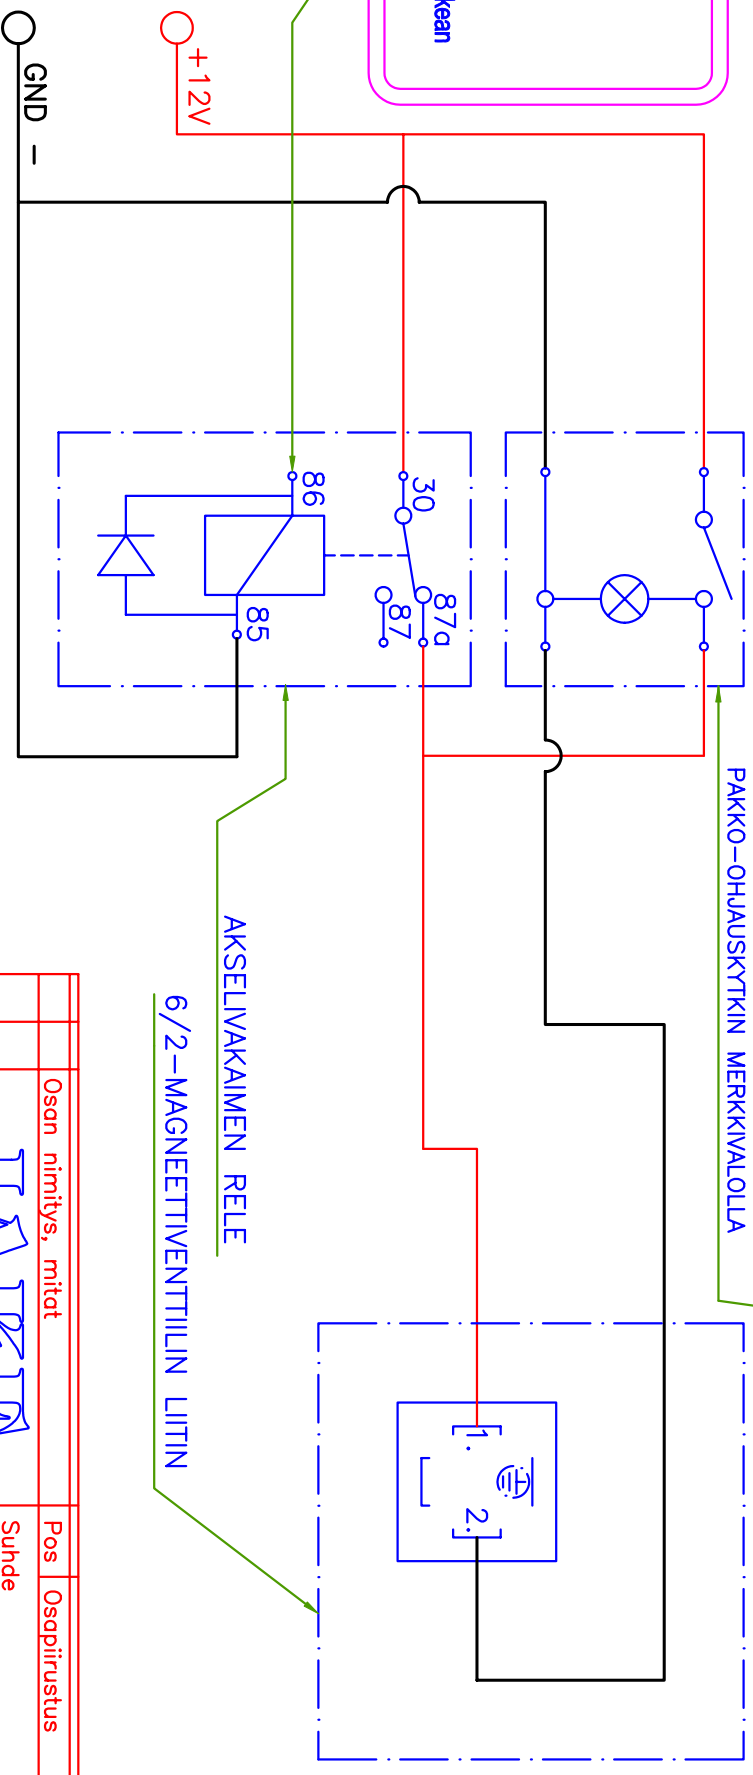 kean
+12V
GND -
86
30
85
87
87a
PAKKO-OHJAUSKYTKIN MERKKIVALOLLA
AKSELIVAKAIMEN RELE
6/2-MAGNEETTIVENTTIILIN LIITIN
1.
2.
Osan nimitys, mitat
Pos
Osapiirustus
Suhde